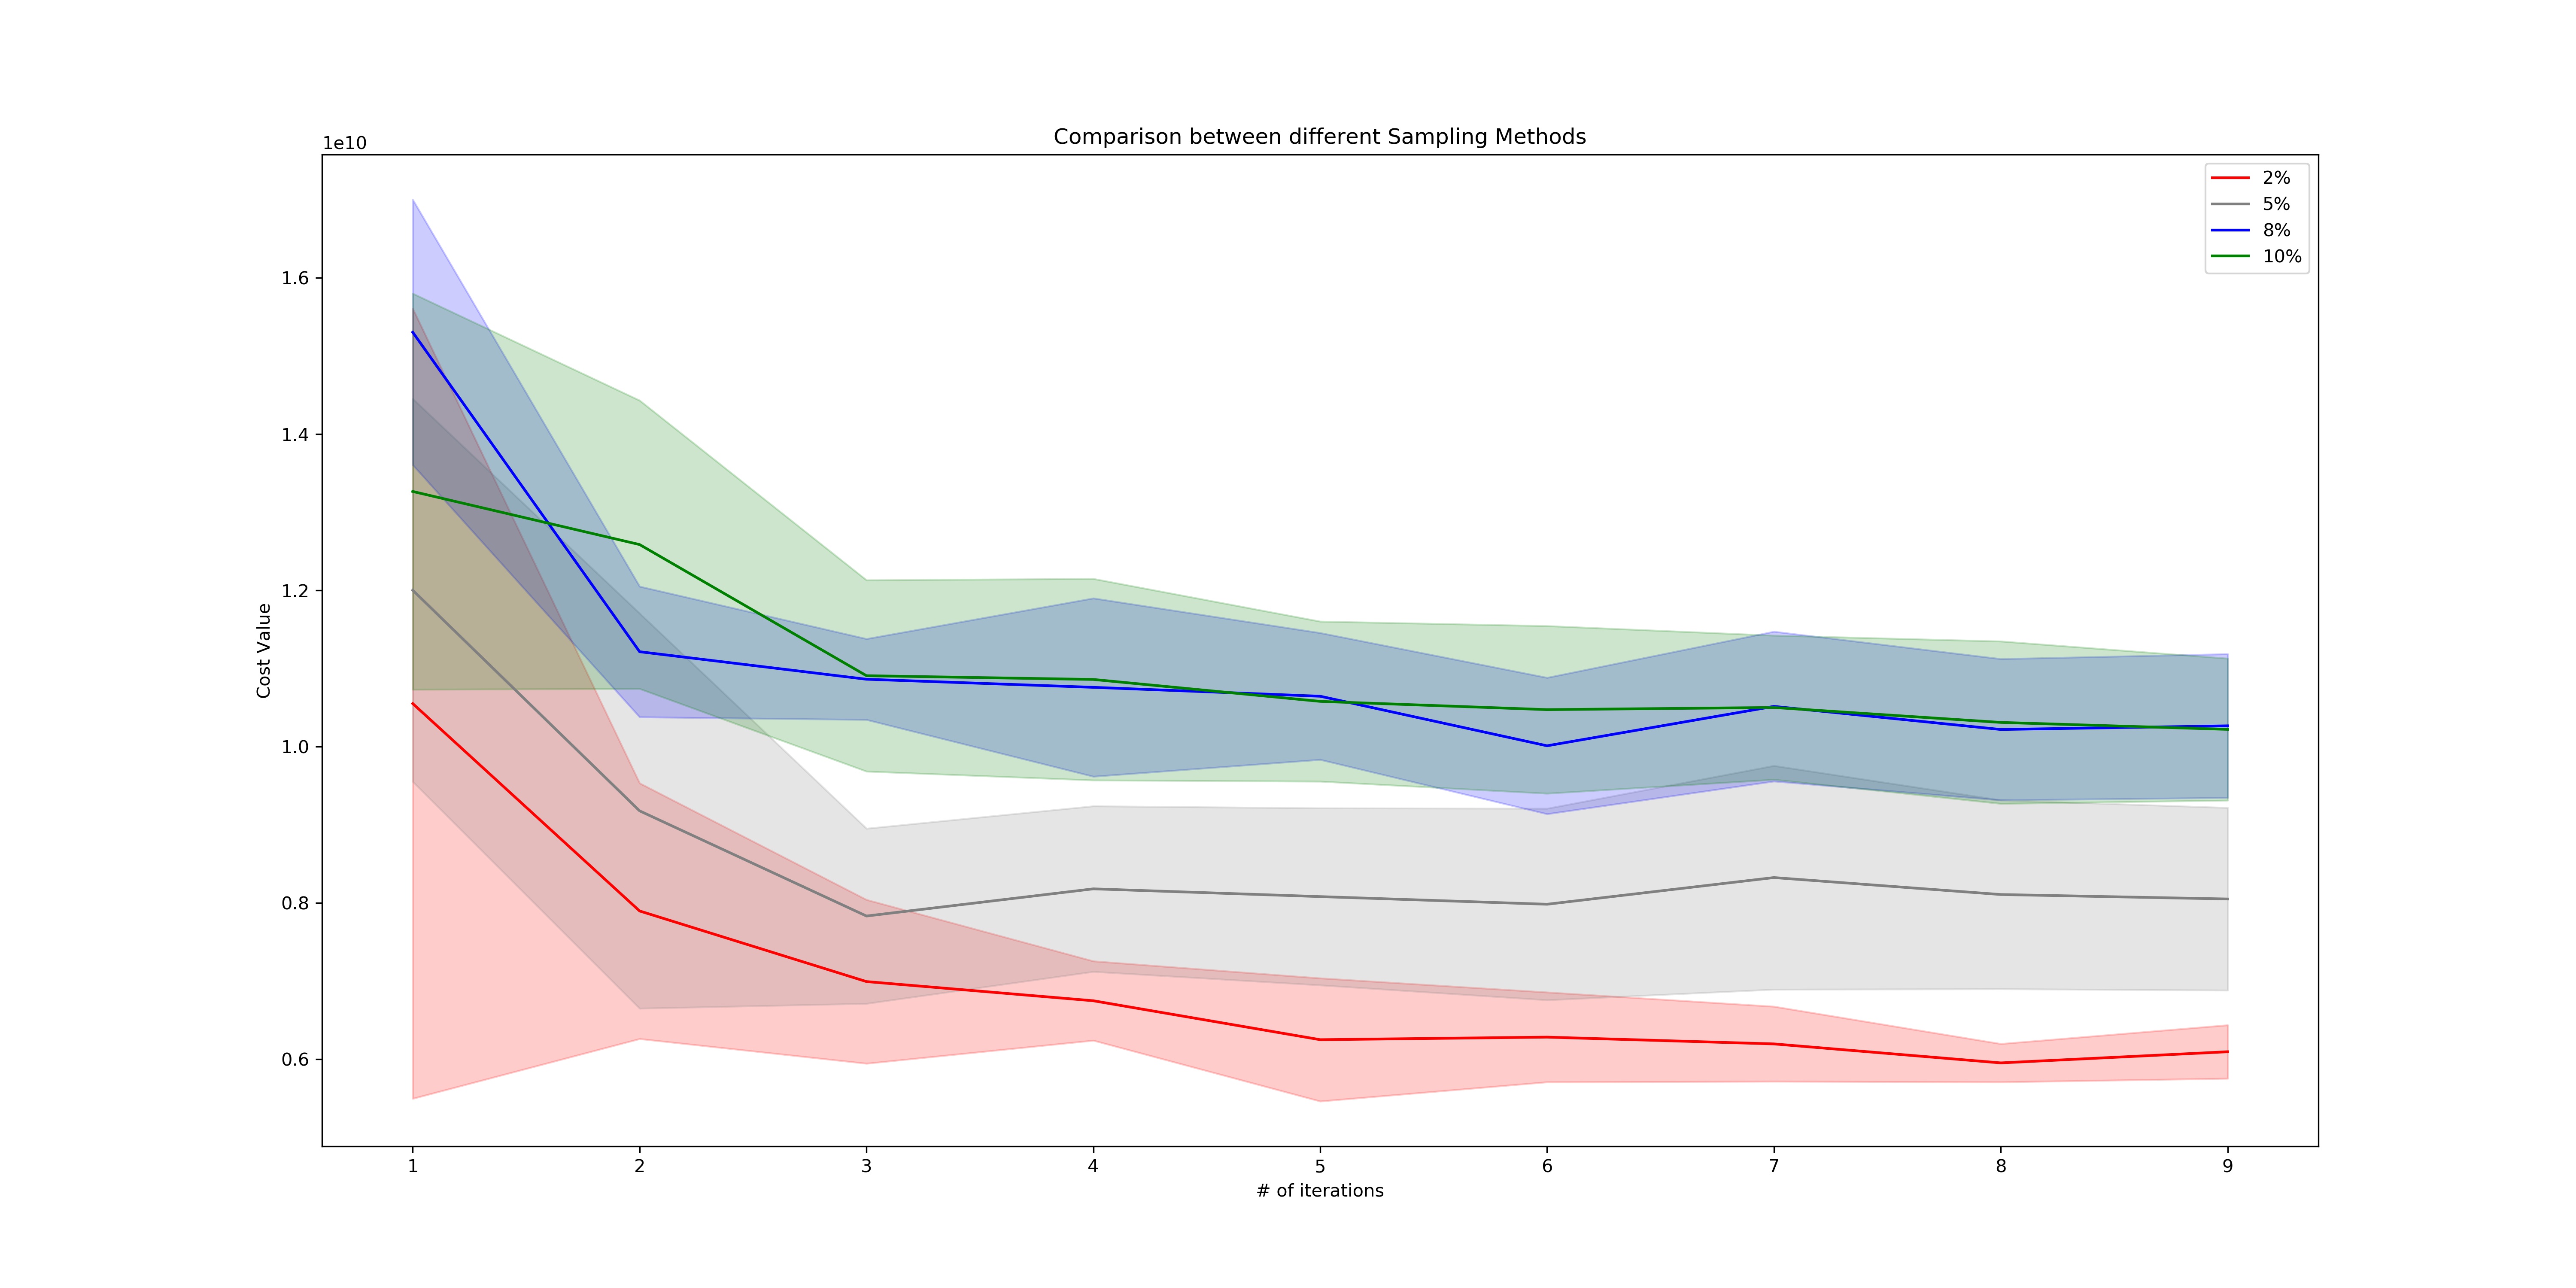 Comparison between different Sampling Methods
1e10
2%
5%
8%
10%
1.6
1.4
1.2
1.0
0.8
0.6
Cost Value
1 2 3 4 5 6 7 8 9
# of iterations